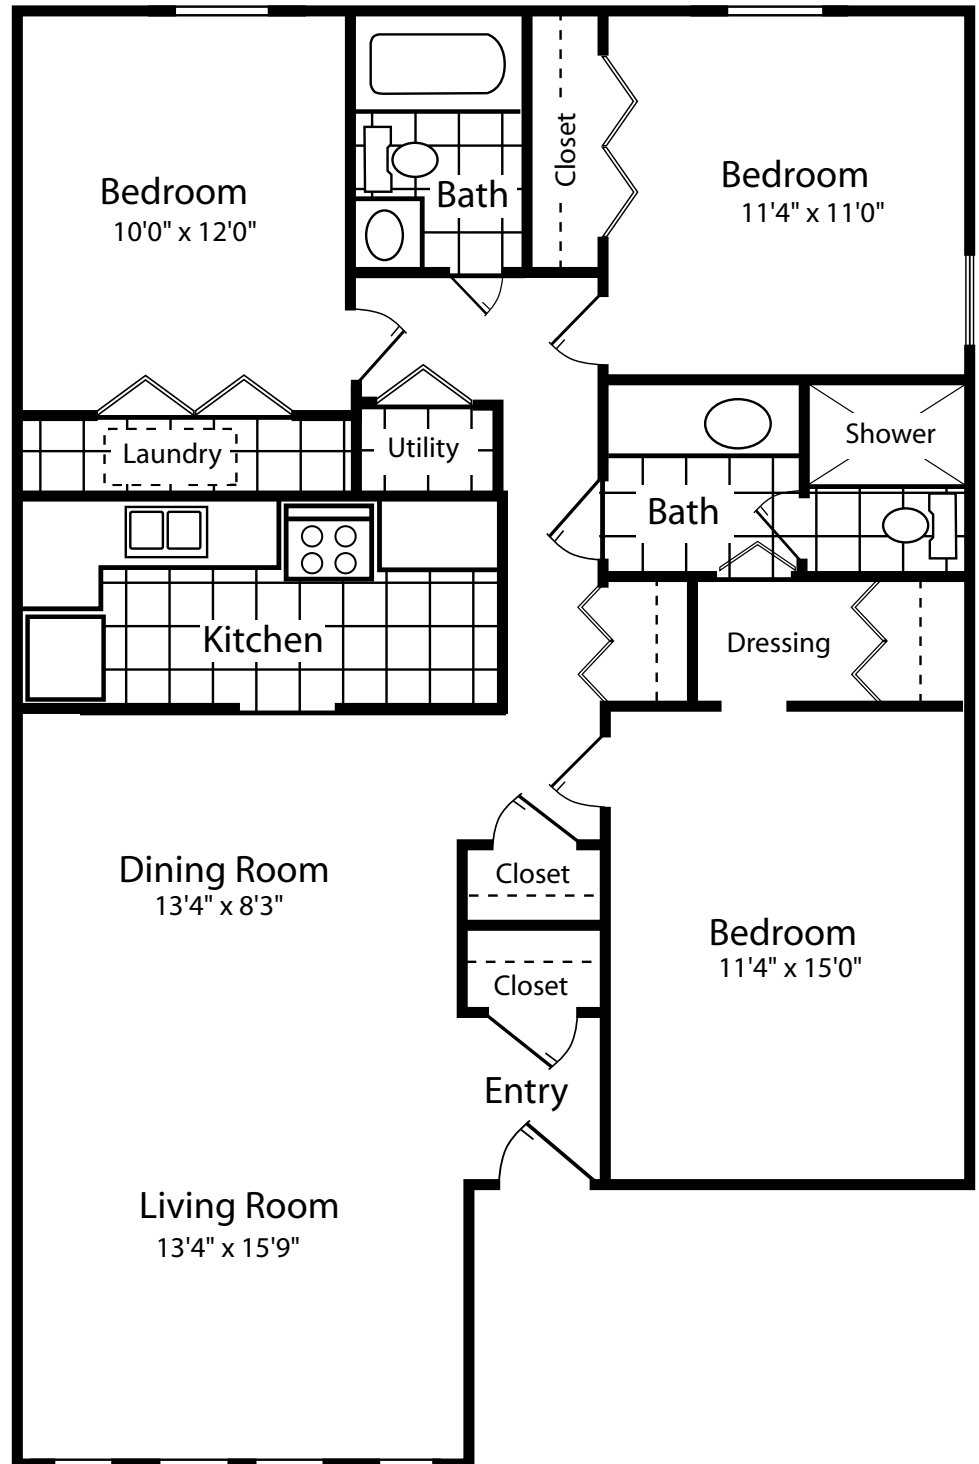 Bedroom
10'0" x 12'0"
Bath
Closet
Bedroom
11'4" x 11'0"
Laundry
Utility
Shower
Bath
Kitchen
Dressing
Dining Room
13'4" x 8'3"
Closet
Closet
Bedroom
11'4" x 15'0"
Entry
Living Room
13'4" x 15'9"